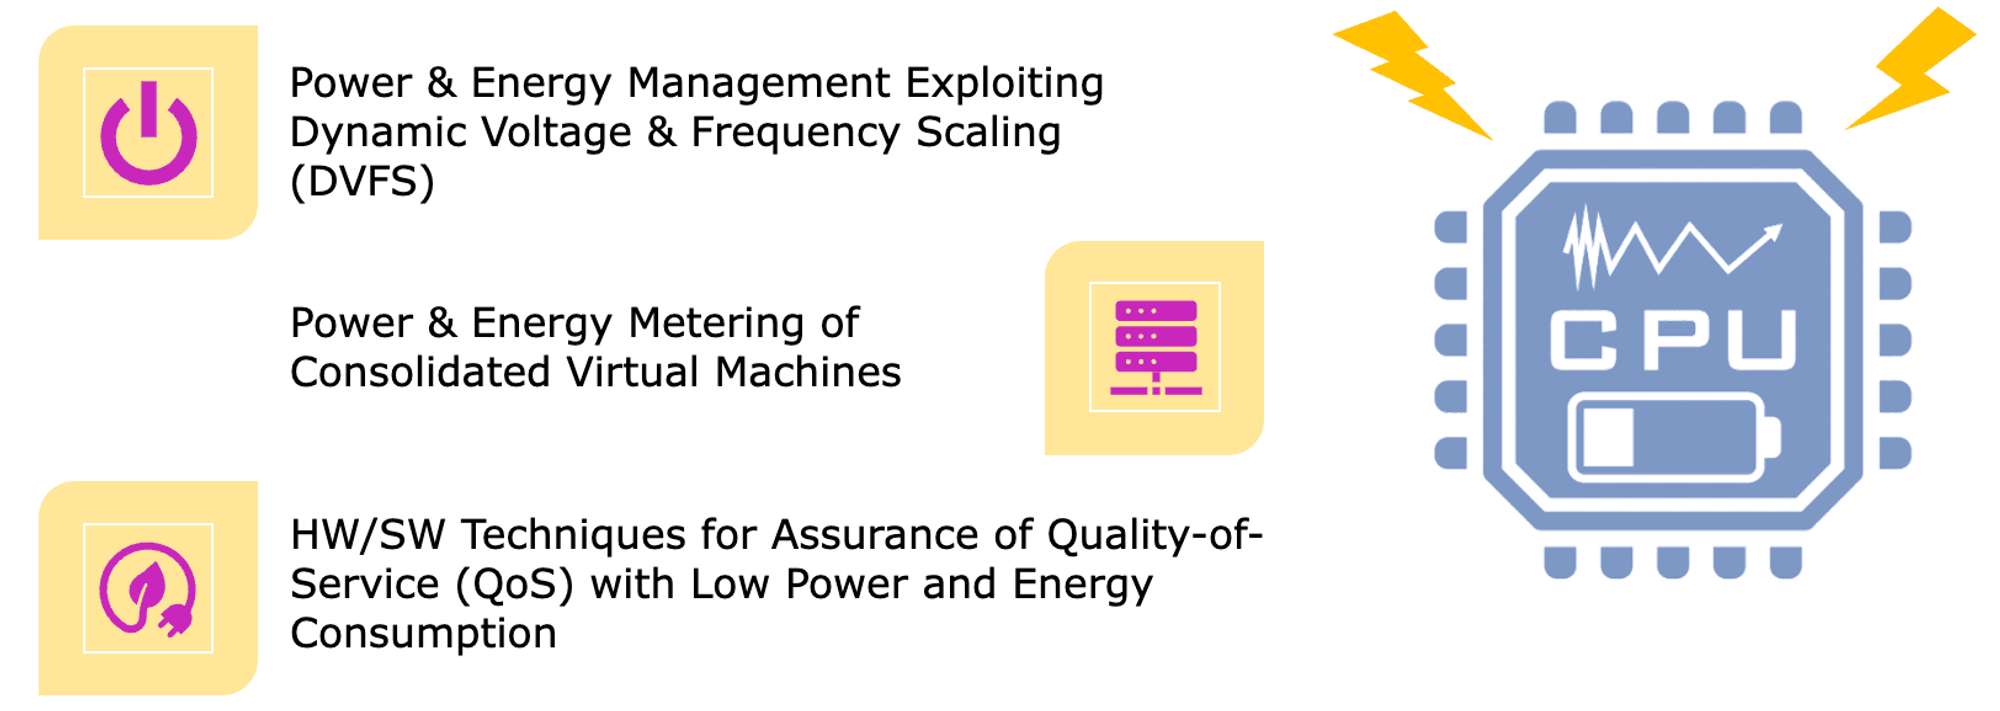 Power & Energy Management Exploiting
Dynamic Voltage & Frequency Scaling
(DVFS)
Power & Energy Metering of
Consolidated Virtual Machines
HW/SW Techniques for Assurance of Quality-of-
Service (QoS) with Low Power and Energy
Consumption
CPU